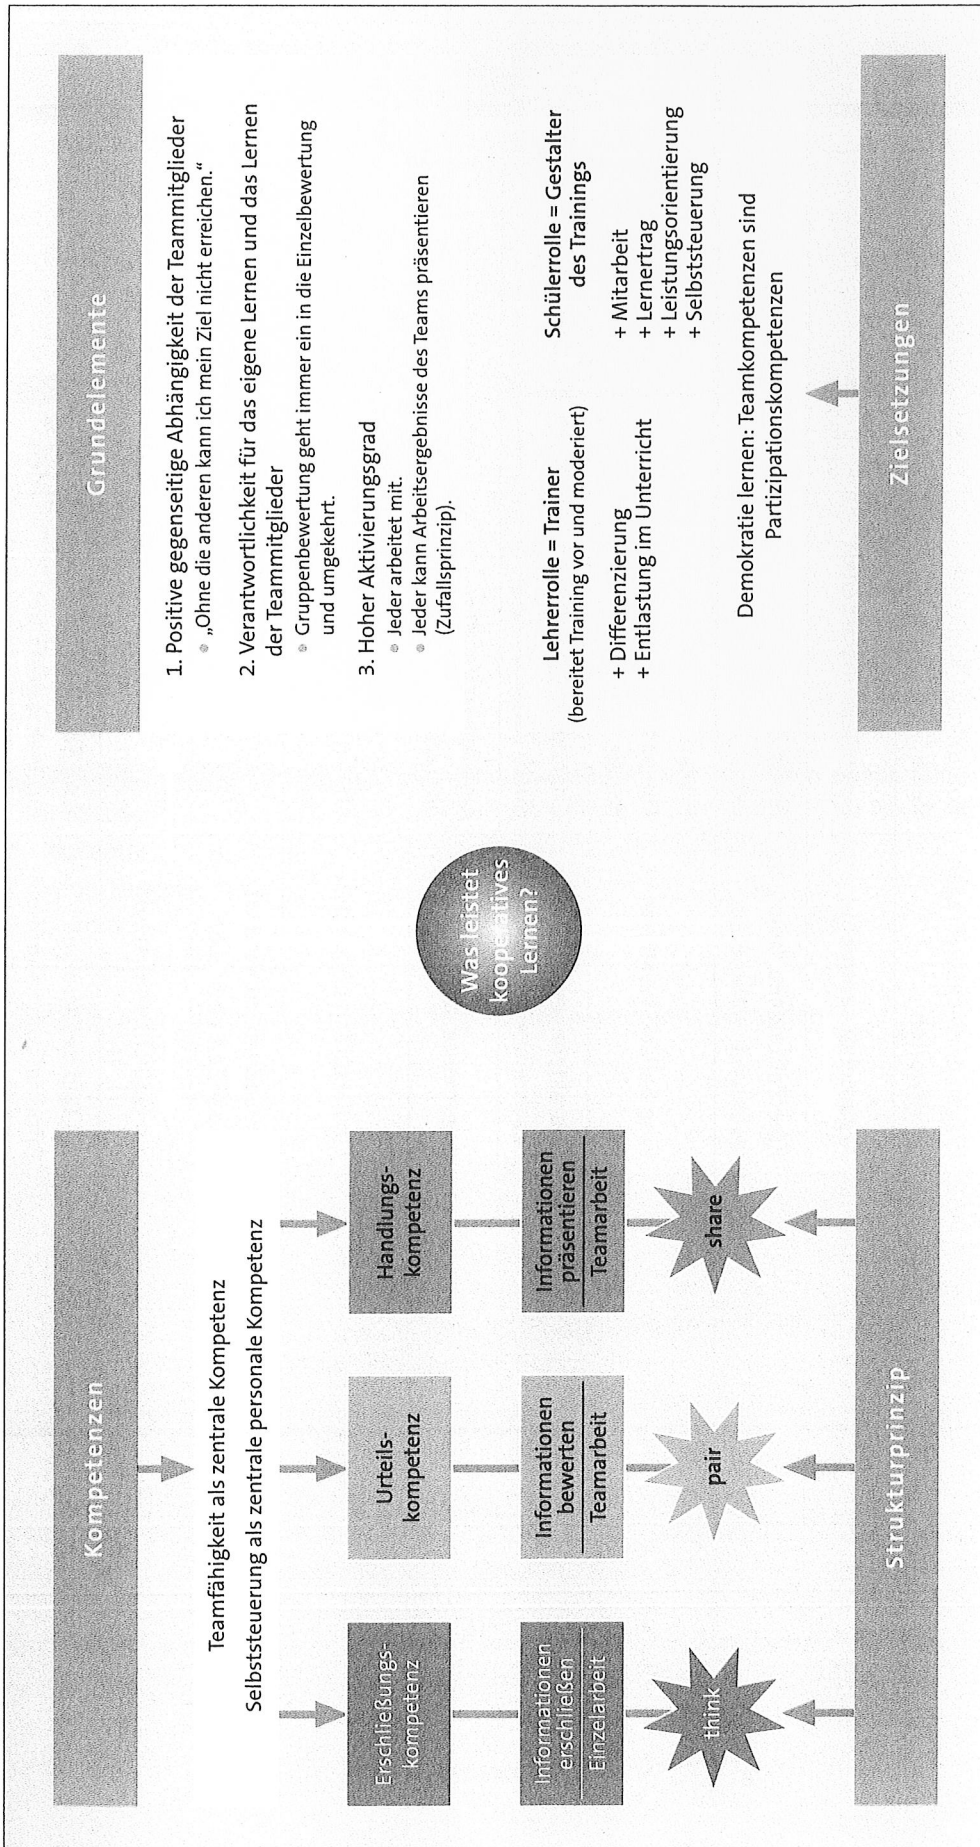 Kompetenzen
Teamfähigkeit als zentrale Kompetenz
Selbststeuerung als zentrale personale Kompetenz
Erschließungs-
kompetenz
Urteils-
kompetenz
Handlungs-
kompetenz
Informationen
erschließen
Einzelarbeit
Informationen
bewerten
Teamarbeit
Informationen
präsentieren
Teamarbeit
think
pair
share
Strukturprinzip
Was leistet
kooperatives
Lernen?
Grundelemente
1. Positive gegenseitige Abhängigkeit der Teammitglieder
• „Ohne die anderen kann ich mein Ziel nicht erreichen.“
2. Verantwortlichkeit für das eigene Lernen und das Lernen
der Teammitglieder
• Gruppenbewertung geht immer ein in die Einzelbewertung
und umgekehrt.
3. Hoher Aktivierungsgrad
• Jeder arbeitet mit.
• Jeder kann Arbeitsergebnisse des Teams präsentieren
(Zufallsprinzip).
Lehrerrolle = Trainer
(bereitet Training vor und moderiert)
+ Differenzierung
+ Entlastung im Unterricht
Schülerrolle = Gestalter
des Trainings
+ Mitarbeit
+ Lernertrag
+ Leistungsorientierung
+ Selbststeuerung
Demokratie lernen: Teamkompetenzen sind
Partizipationskompetenzen
Zielsetzungen